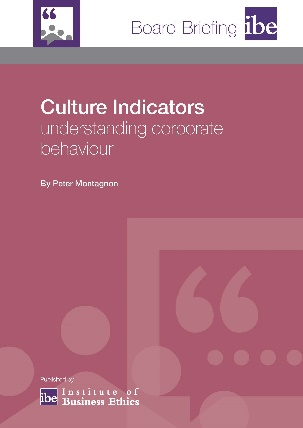 Board Briefing ibe
Culture Indicators
understanding corporate
behaviour
By Peter Montagnon
Published by
ibe Institute of
Business Ethics